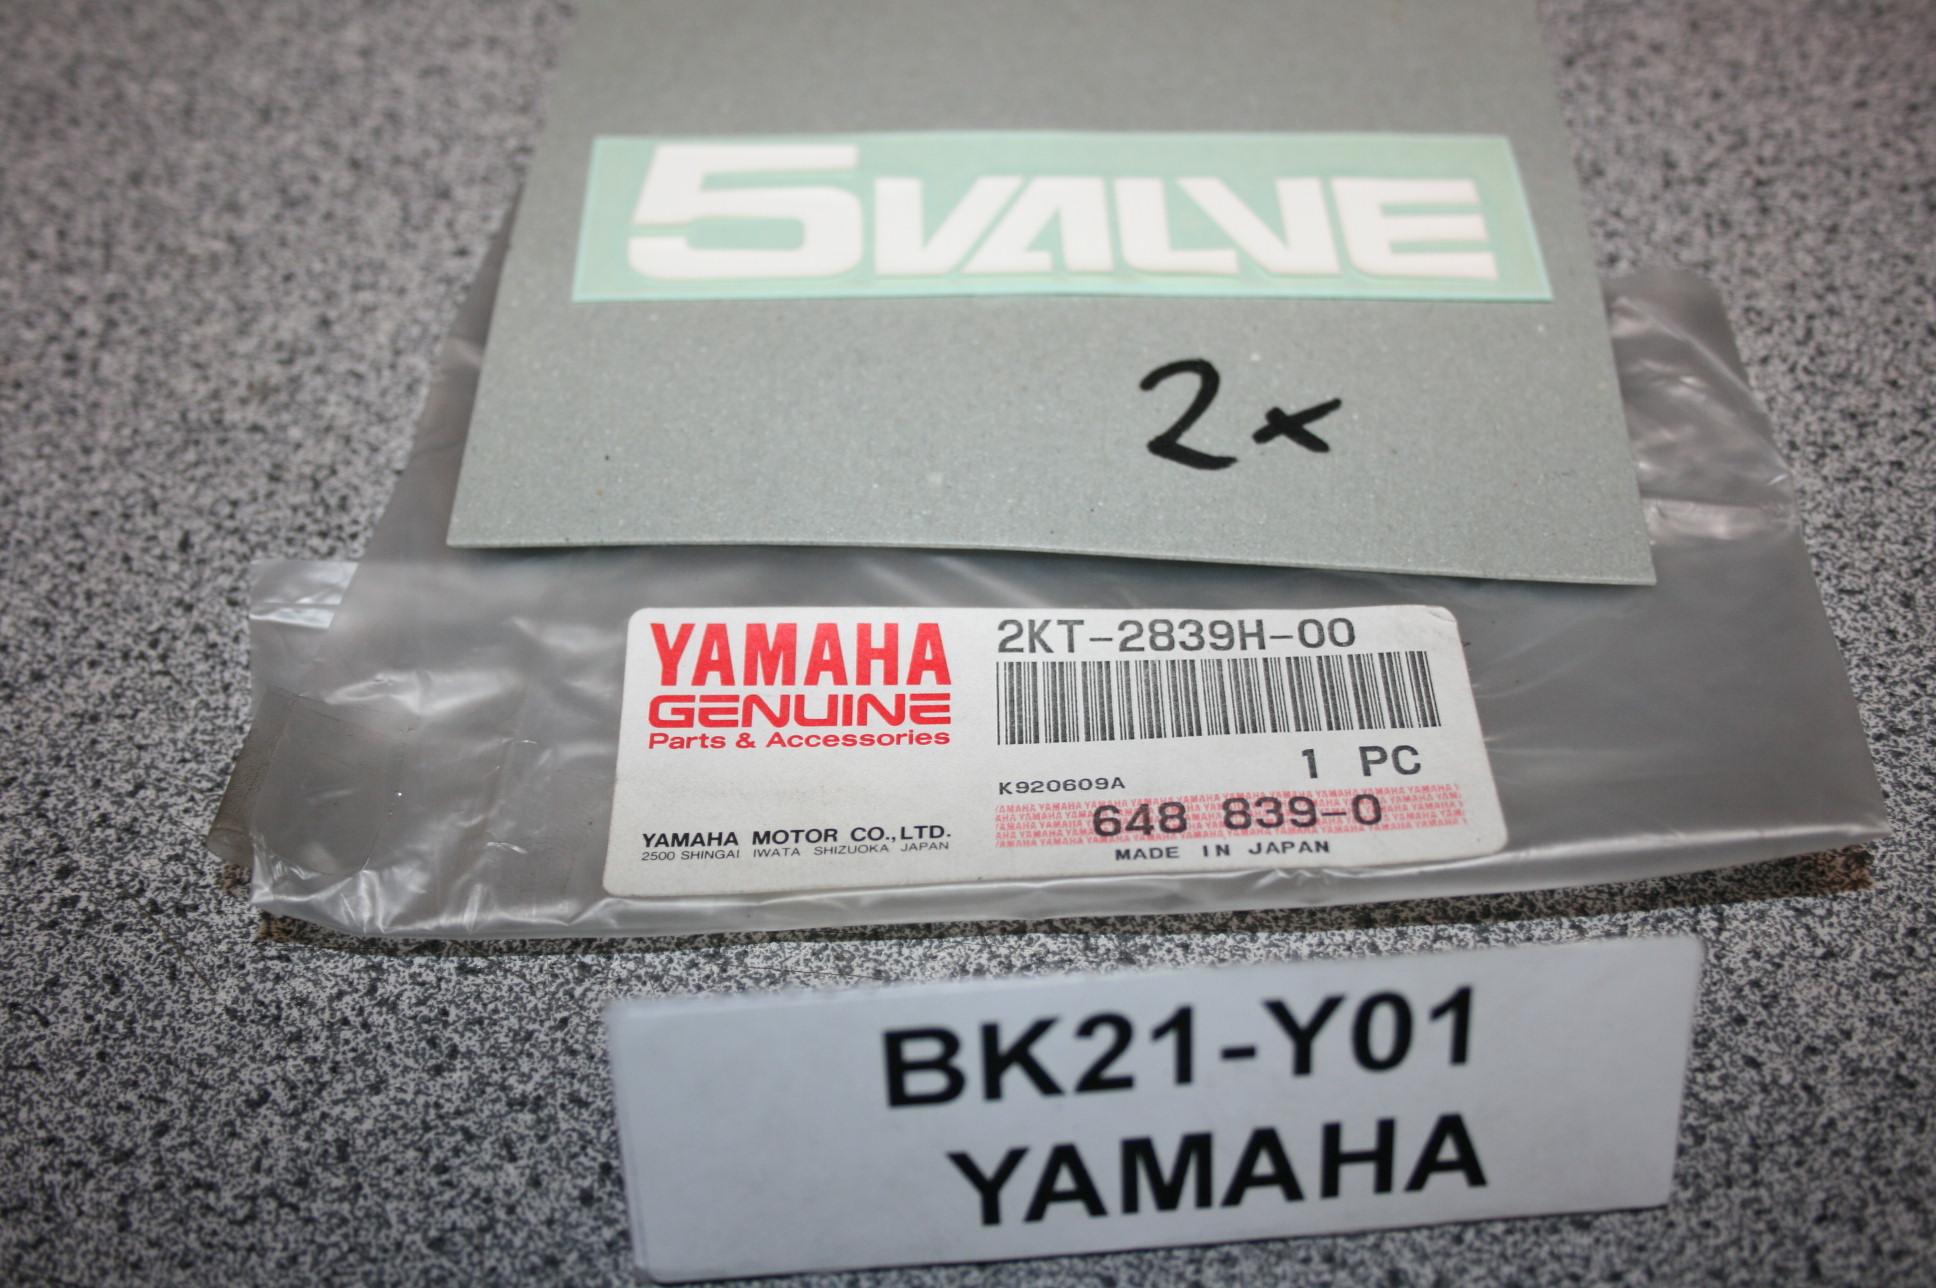 5VALVE
2x
YAMAHA
GENUINE
Parts & Accessories
2KT-2839H-00
1 PC
K920609A
648 839-0
MADE IN JAPAN
YAMAHA MOTOR CO.,LTD.
2500 SHINGAI IWATA SHIZUOKA JAPAN
BK21-Y01
YAMAHA